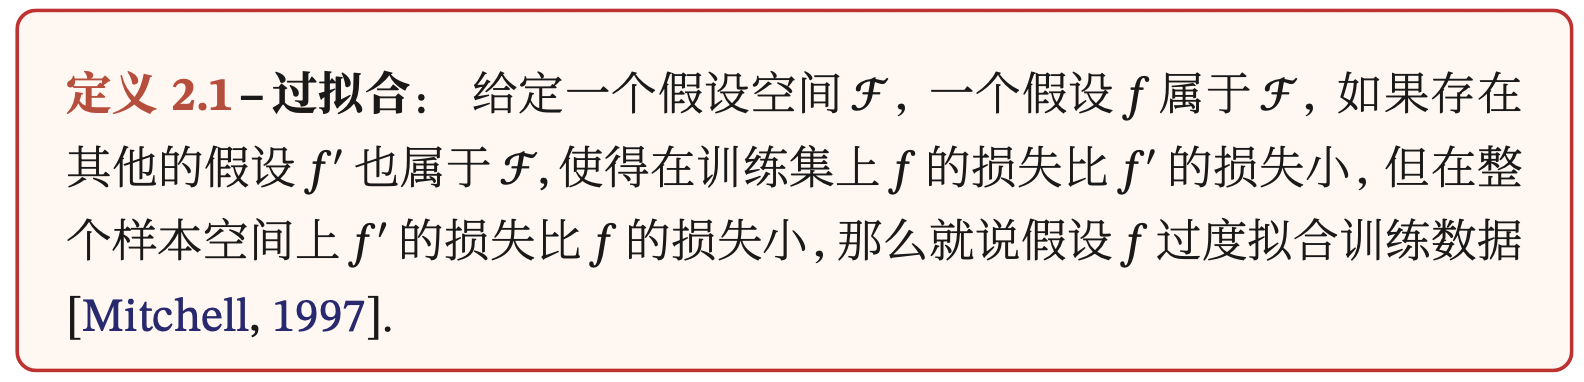 定义 2.1 – 过拟合： 给定一个假设空间 ℱ，一个假设 f 属于 ℱ，如果存在
其他的假设 f′ 也属于 ℱ, 使得在训练集上 f 的损失比 f′ 的损失小, 但在整
个样本空间上 f′ 的损失比 f 的损失小, 那么就说假设 f 过度拟合训练数据
[Mitchell, 1997].